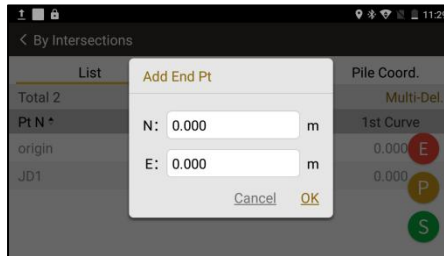 11:29
< By Intersections
List
Pile Coord.
Total 2
Multi-Del.
Pt N
1st Curve
origin
0.000
JD1
0.000
Add End Pt
N: 0.000 m
E: 0.000 m
Cancel OK
E
P
S